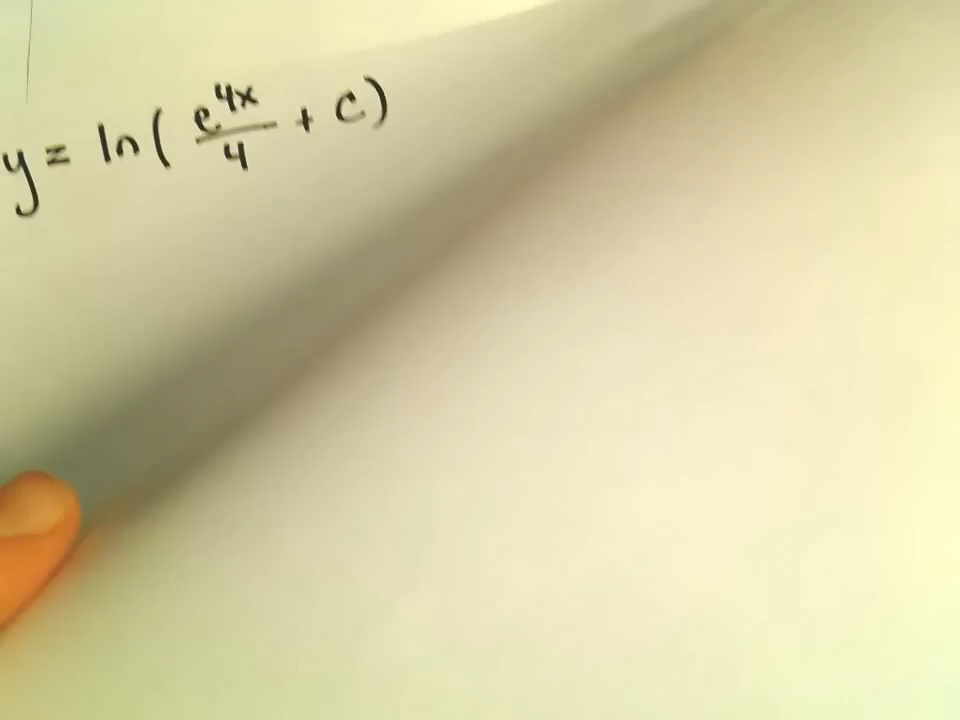 y = ln( e^{4x}/4 + C)